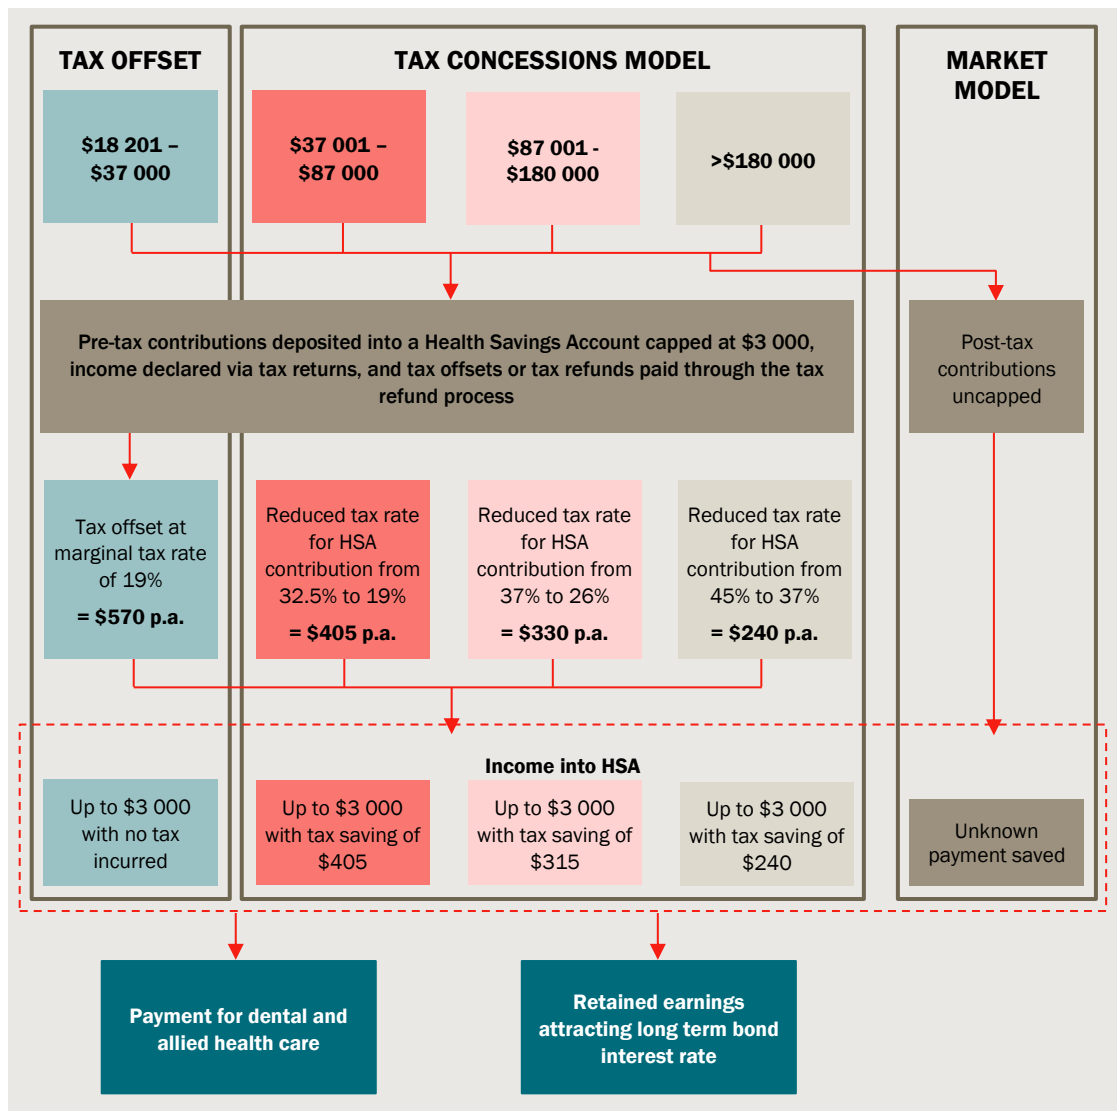 TAX OFFSET
TAX CONCESSIONS MODEL
MARKET
MODEL
$18 201 –
$37 000
$37 001 –
$87 000
$87 001 -
$180 000
>$180 000
Pre-tax contributions deposited into a Health Savings Account capped at $3 000,
income declared via tax returns, and tax offsets or tax refunds paid through the tax
refund process
Post-tax
contributions
uncapped
Tax offset at
marginal tax rate
of 19%
= $570 p.a.
Reduced tax rate
for HSA
contribution from
32.5% to 19%
= $405 p.a.
Reduced tax rate
for HSA
contribution from
37% to 26%
= $330 p.a.
Reduced tax rate
for HSA
contribution from
45% to 37%
= $240 p.a.
Income into HSA
Up to $3 000
with no tax
incurred
Up to $3 000
with tax saving of
$405
Up to $3 000
with tax saving of
$315
Up to $3 000
with tax saving of
$240
Unknown
payment saved
Payment for dental and
allied health care
Retained earnings
attracting long term bond
interest rate